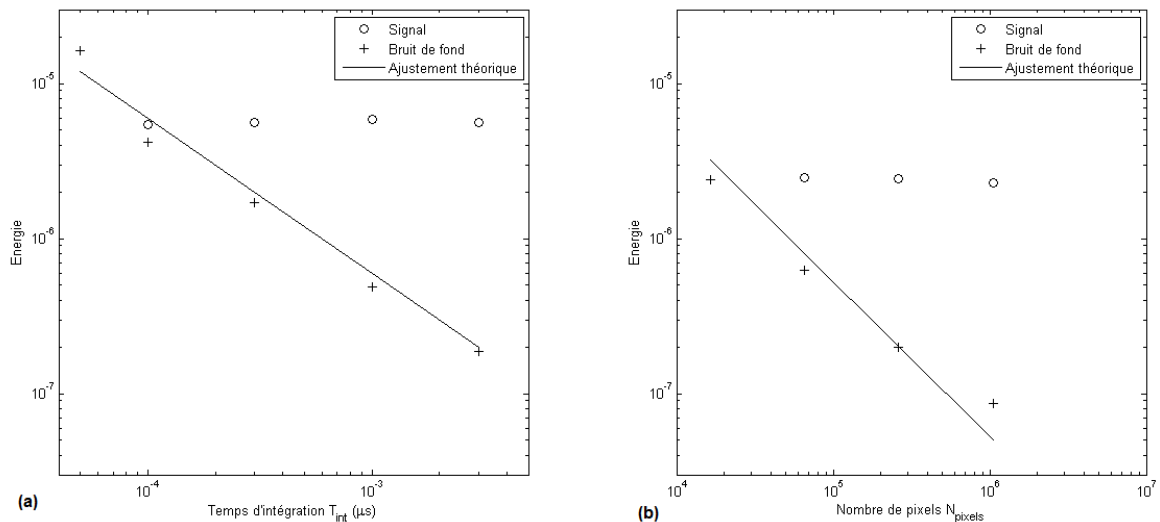 Signal
Bruit de fond
Ajustement théorique
Energie
10^-5
10^-6
10^-7
10^-4
10^-3
Temps d'intégration T_int (μs)
(a)
Signal
Bruit de fond
Ajustement théorique
Energie
10^-5
10^-6
10^-7
10^4
10^5
10^6
10^7
Nombre de pixels N_pixels
(b)